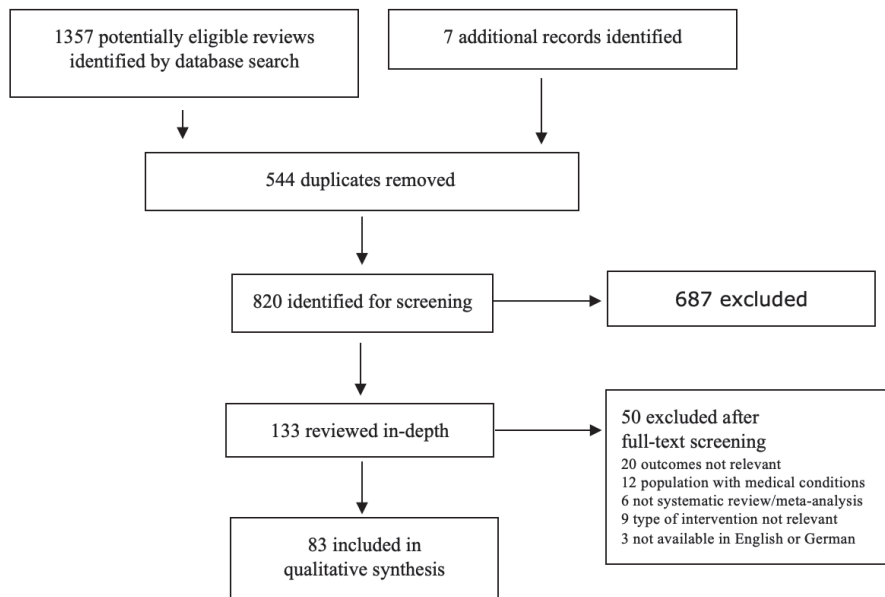 1357 potentially eligible reviews
identified by database search
7 additional records identified
544 duplicates removed
820 identified for screening
687 excluded
133 reviewed in-depth
50 excluded after
full-text screening
20 outcomes not relevant
12 population with medical conditions
6 not systematic review/meta-analysis
9 type of intervention not relevant
3 not available in English or German
83 included in
qualitative synthesis